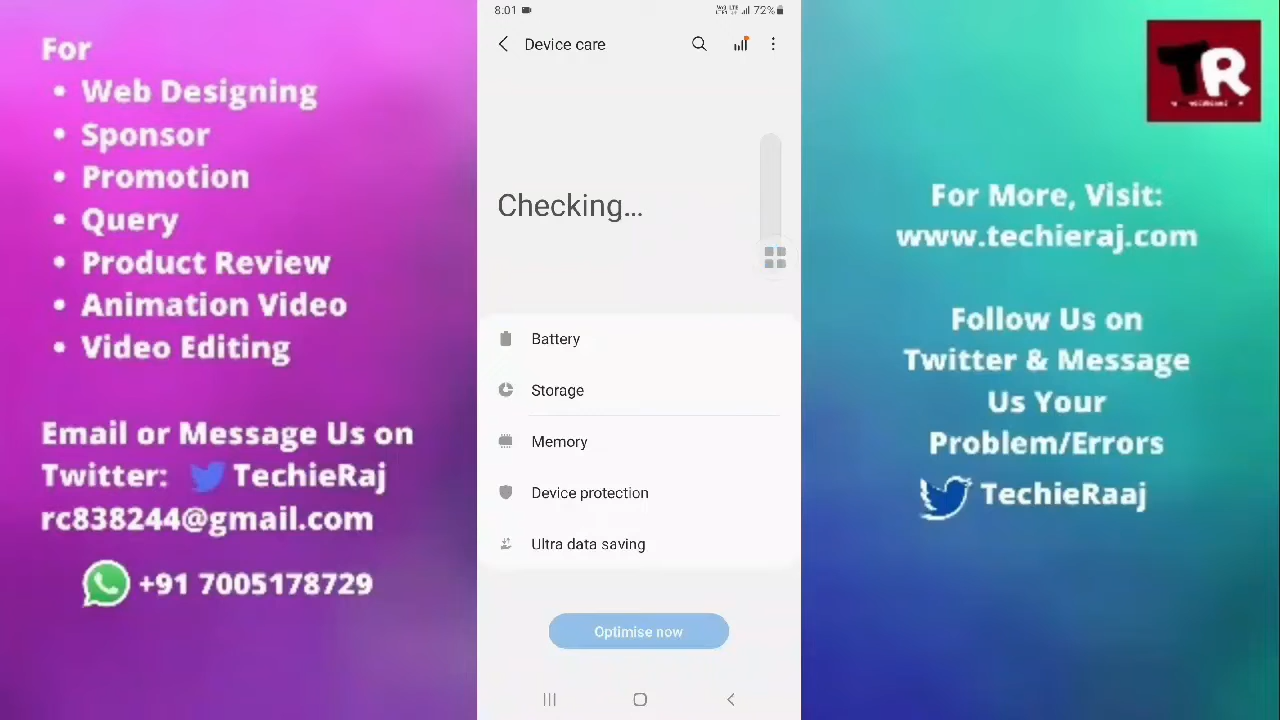 For
• Web Designing
• Sponsor
• Promotion
• Query
• Product Review
• Animation Video
• Video Editing
Email or Message Us on
Twitter: TechieRaj
rc838244@gmail.com
+91 7005178729
8:01 72%
Device care
Checking...
Battery
Storage
Memory
Device protection
Ultra data saving
Optimise now
TR
For More, Visit:
www.techieraj.com
Follow Us on
Twitter & Message
Us Your
Problem/Errors
TechieRaaj